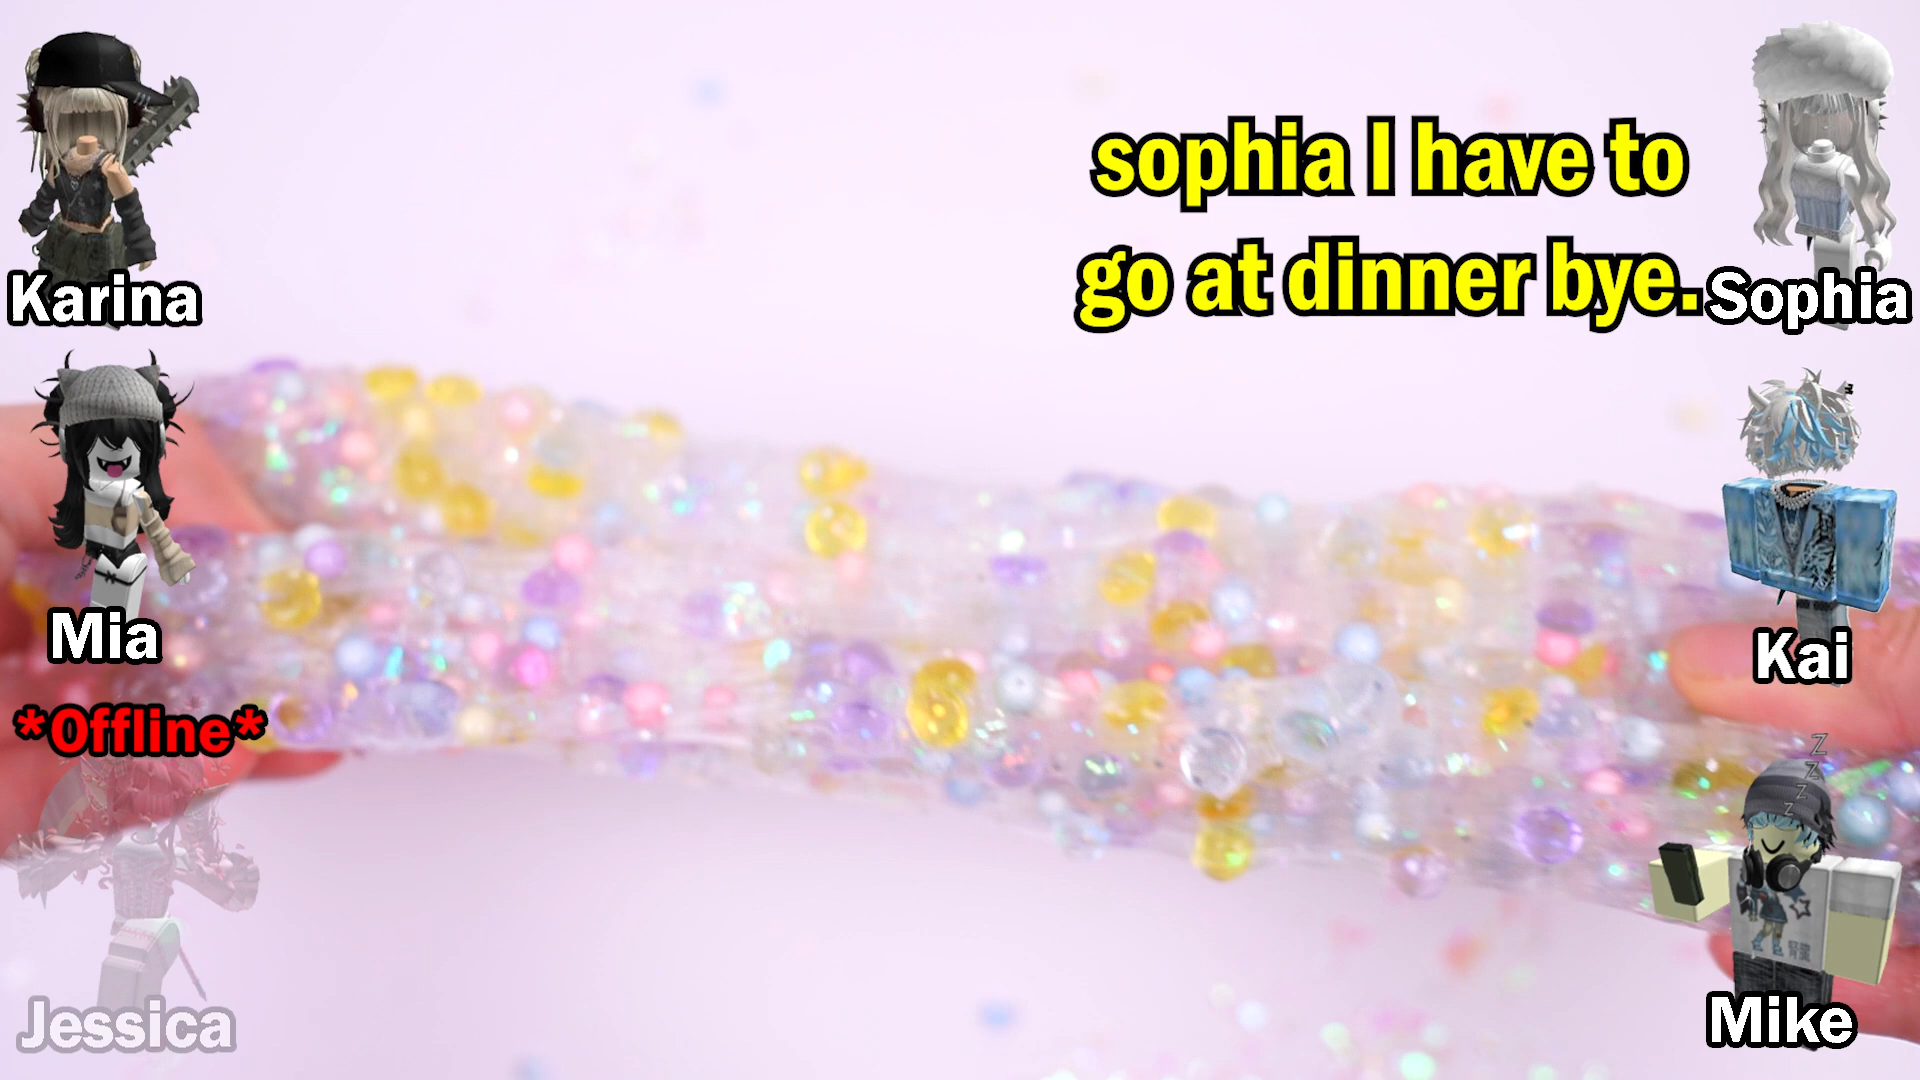 Karina
sophia I have to
go at dinner bye.
Sophia
Mia
Kai
*Offline*
Jessica
Z
Z
Z
Z
Mike